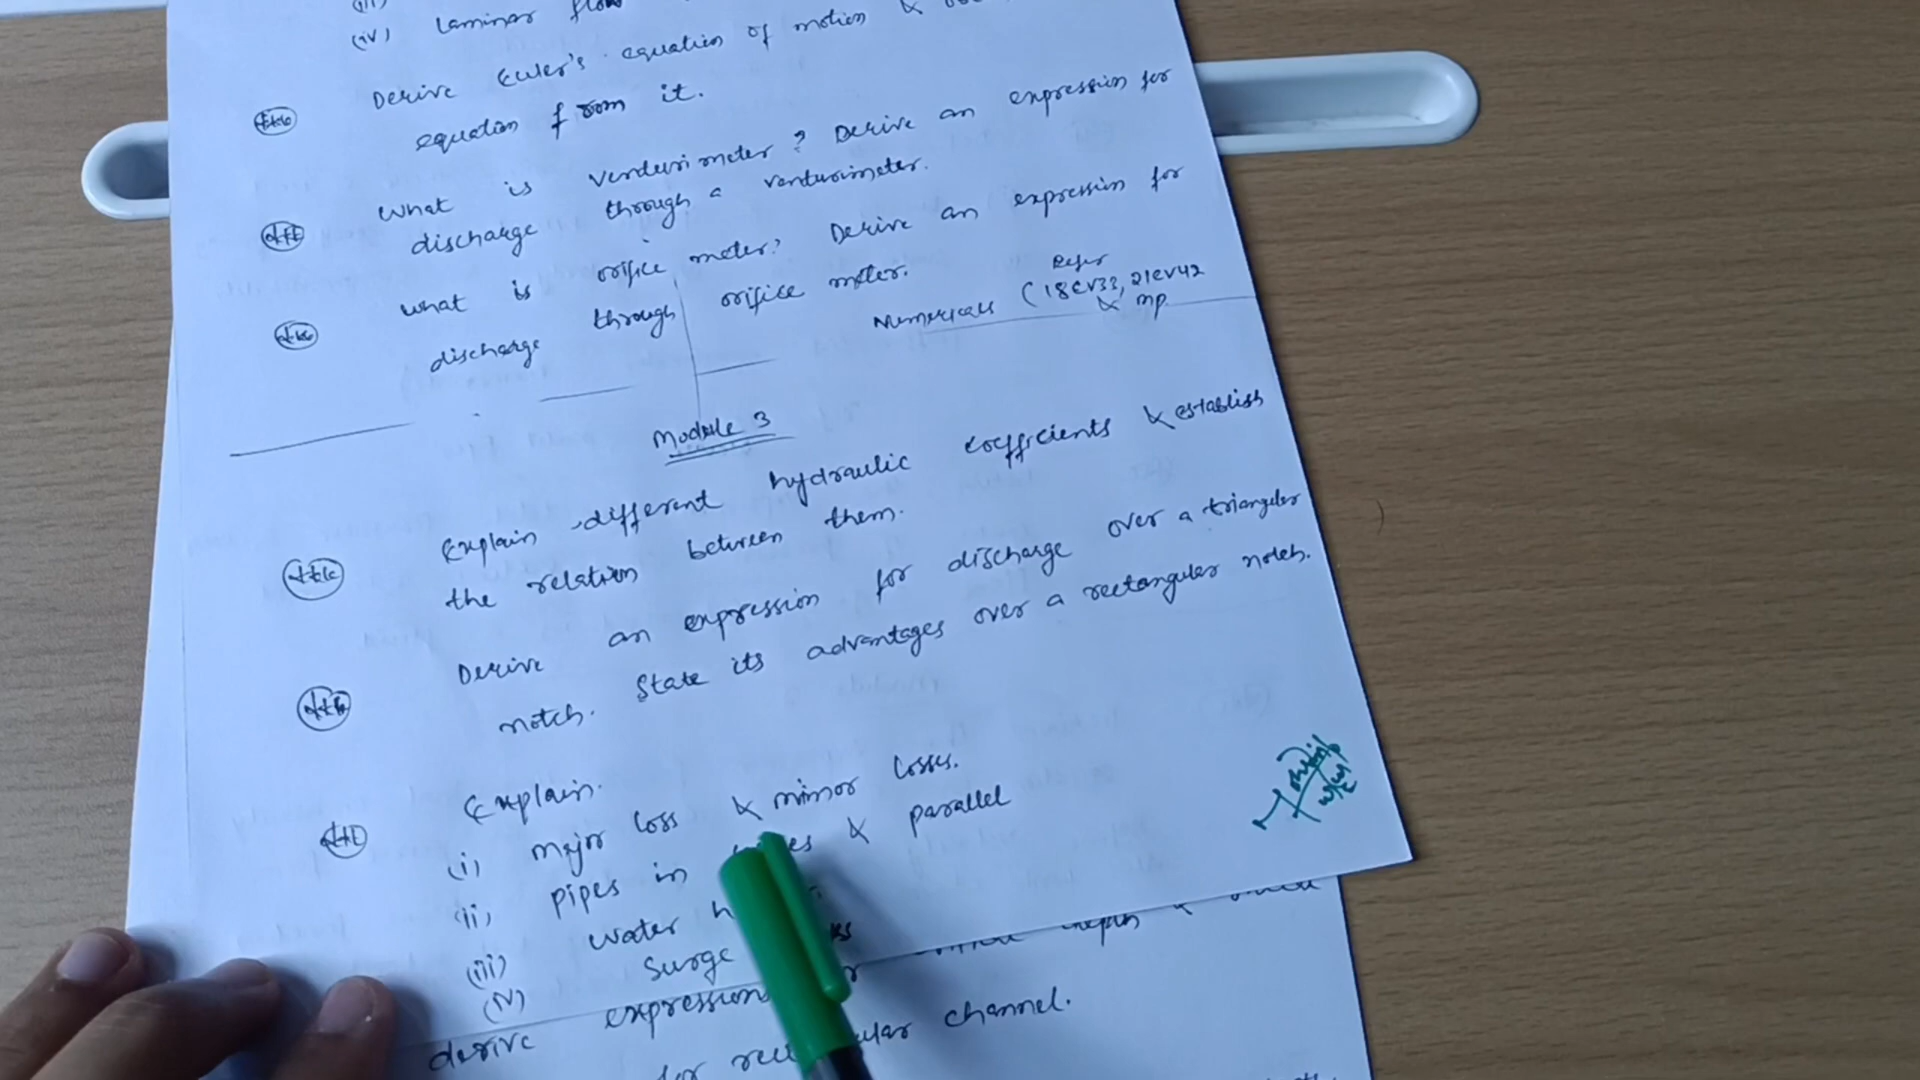 (iii)
(iv) Laminar flow
Derive Euler's equation of motion &
equation from it.
What is venturimeter? Derive an expression for
discharge through a venturimeter.
What is orifice meter? Derive an expression for
discharge through orifice meter.
Refer
Numericals (18CV33, 21CV42
& mp
Module 3
Explain different hydraulic coefficients & establish
the relation between them.
Derive an expression for discharge over a triangular
notch. State its advantages over a rectangular notch.
Explain.
(i) Major loss & minor losses.
(ii) pipes in & parallel
(iii) water
(iv) Surge
derive expression
for channel.